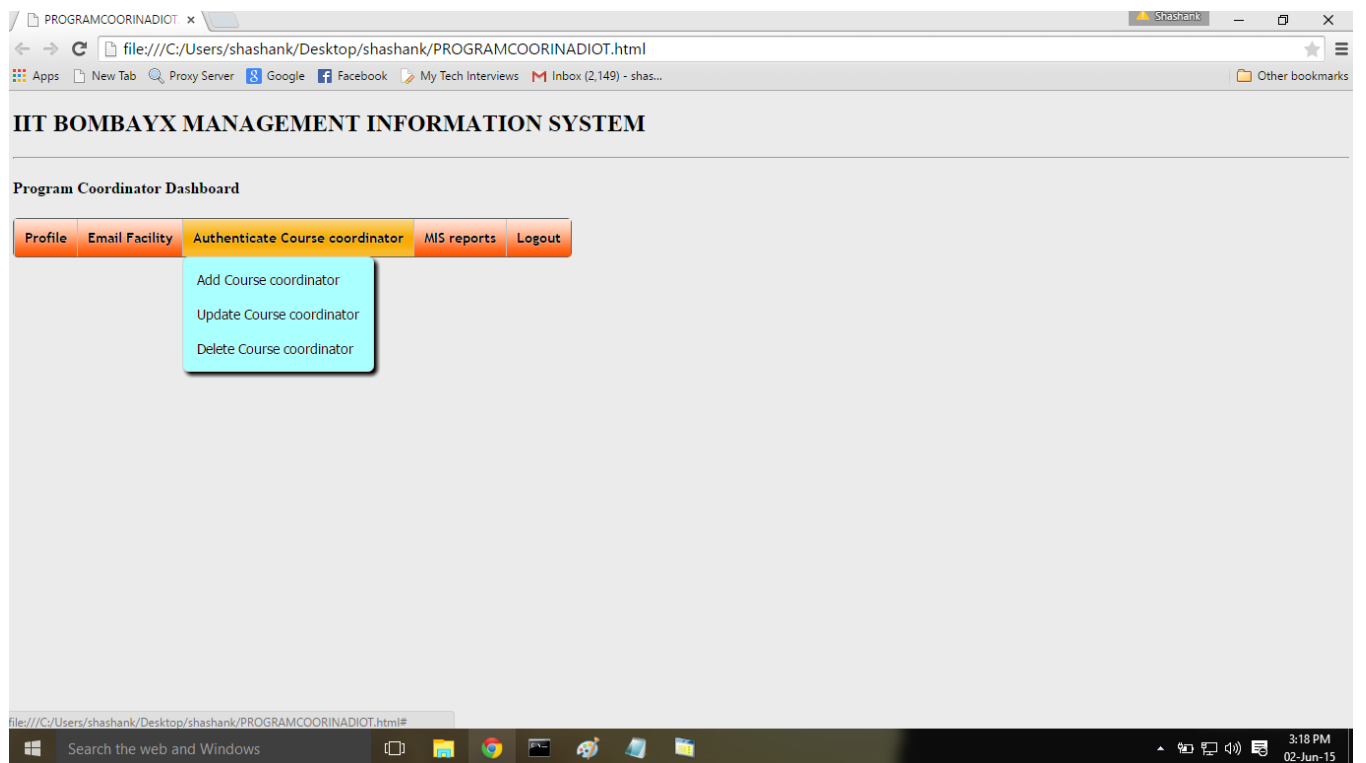 PROGRAMCOORINADIOT.
Shashank
file:///C:/Users/shashank/Desktop/shashank/PROGRAMCOORINADIOT.html
Apps New Tab Proxy Server Google Facebook My Tech Interviews Inbox (2,149) - shas... Other bookmarks
IIT BOMBAYX MANAGEMENT INFORMATION SYSTEM
Program Coordinator Dashboard
Profile Email Facility Authenticate Course coordinator MIS reports Logout
Add Course coordinator
Update Course coordinator
Delete Course coordinator
file:///C:/Users/shashank/Desktop/shashank/PROGRAMCOORINADIOT.html#
Search the web and Windows
3:18 PM
02-Jun-15